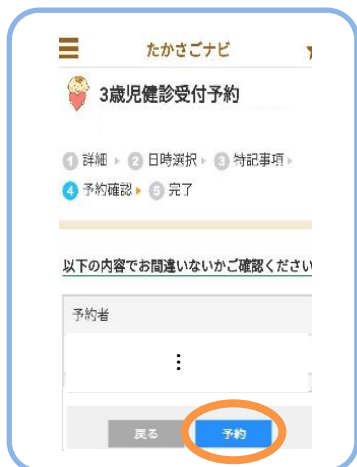 たかさごナビ
3歳児健診受付予約
1 詳細 ▸ 2 日時選択 ▸ 3 特記事項 ▸
4 予約確認 ▸ 5 完了
以下の内容でお間違いないかご確認ください
予約者
⋮
戻る 予約